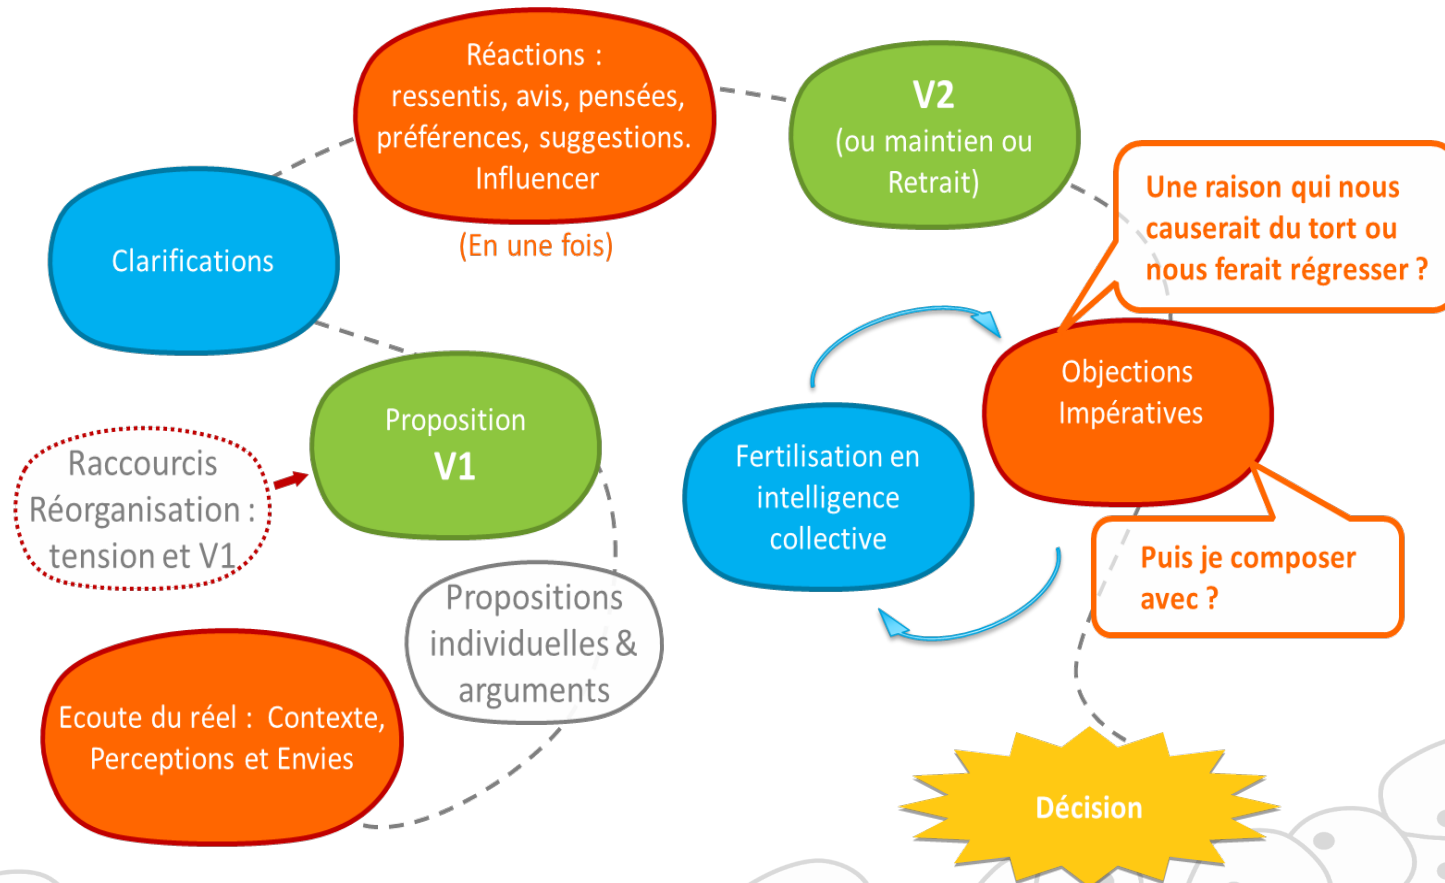 Réactions :
ressentis, avis, pensées,
préférences, suggestions.
Influencer
(En une fois)
V2
(ou maintien ou
Retrait)
Une raison qui nous
causerait du tort ou
nous ferait régresser ?
Clarifications
Objections
Impératives
Proposition
V1
Raccourcis
Réorganisation :
tension et V1
Fertilisation en
intelligence
collective
Puis je composer
avec ?
Propositions
individuelles &
arguments
Ecoute du réel : Contexte,
Perceptions et Envies
Décision